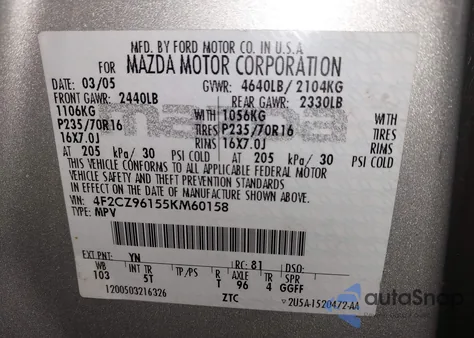 MFD. BY FORD MOTOR CO. IN U.S.A.
FOR MAZDA MOTOR CORPORATION
DATE: 03/05 GVWR: 4640LB/ 2104KG
FRONT GAWR: 2440LB REAR GAWR: 2330LB
1106KG WITH 1056KG WITH
P235/70R16 TIRES P235/70R16 TIRES
16X7.0J RIMS 16X7.0J RIMS
AT 205 kPa/ 30 PSI COLD AT 205 kPa/ 30 PSI COLD
THIS VEHICLE CONFORMS TO ALL APPLICABLE FEDERAL MOTOR
VEHICLE SAFETY AND THEFT PREVENTION STANDARDS
IN EFFECT ON THE DATE OF MANUFACTURE SHOWN ABOVE.
VIN: 4F2CZ96155KM60158
TYPE: MPV
EXT PNT: YN RC: 81 DSO:
WB INT TR TP/PS R AXLE TR SPR
103 5T T 96 4 GGFF
1200503216326 ZTC 2U5A-1520472-AA
autoSnap